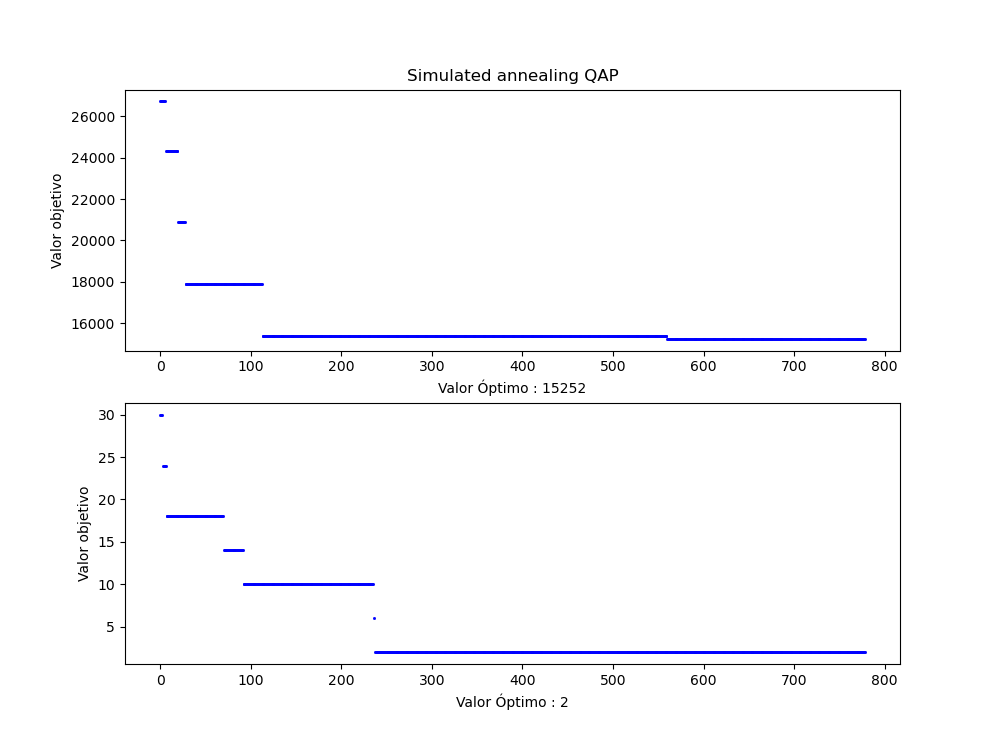 Simulated annealing QAP
Valor objetivo
26000
24000
22000
20000
18000
16000
0 100 200 300 400 500 600 700 800
Valor Óptimo : 15252
Valor objetivo
30
25
20
15
10
5
0 100 200 300 400 500 600 700 800
Valor Óptimo : 2